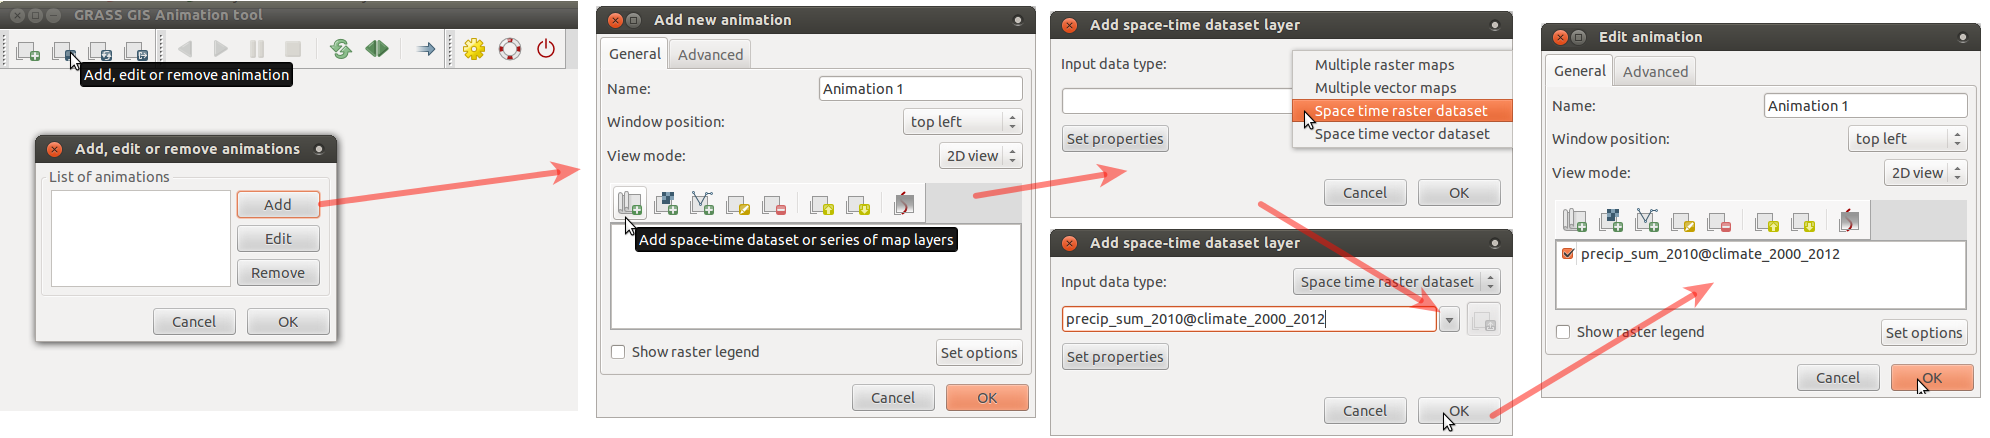 GRASS GIS Animation tool
Add, edit or remove animation
Add, edit or remove animations
List of animations
Add
Edit
Remove
Cancel
OK
Add new animation
General
Advanced
Name:
Animation 1
Window position:
top left
View mode:
2D view
Add space-time dataset or series of map layers
Show raster legend
Set options
Cancel
OK
Add space-time dataset layer
Input data type:
Multiple raster maps
Multiple vector maps
Space time raster dataset
Space time vector dataset
Set properties
Cancel
OK
Add space-time dataset layer
Input data type:
Space time raster dataset
precip_sum_2010@climate_2000_2012
Set properties
Cancel
OK
Edit animation
General
Advanced
Name:
Animation 1
Window position:
top left
View mode:
2D view
precip_sum_2010@climate_2000_2012
Show raster legend
Set options
Cancel
OK